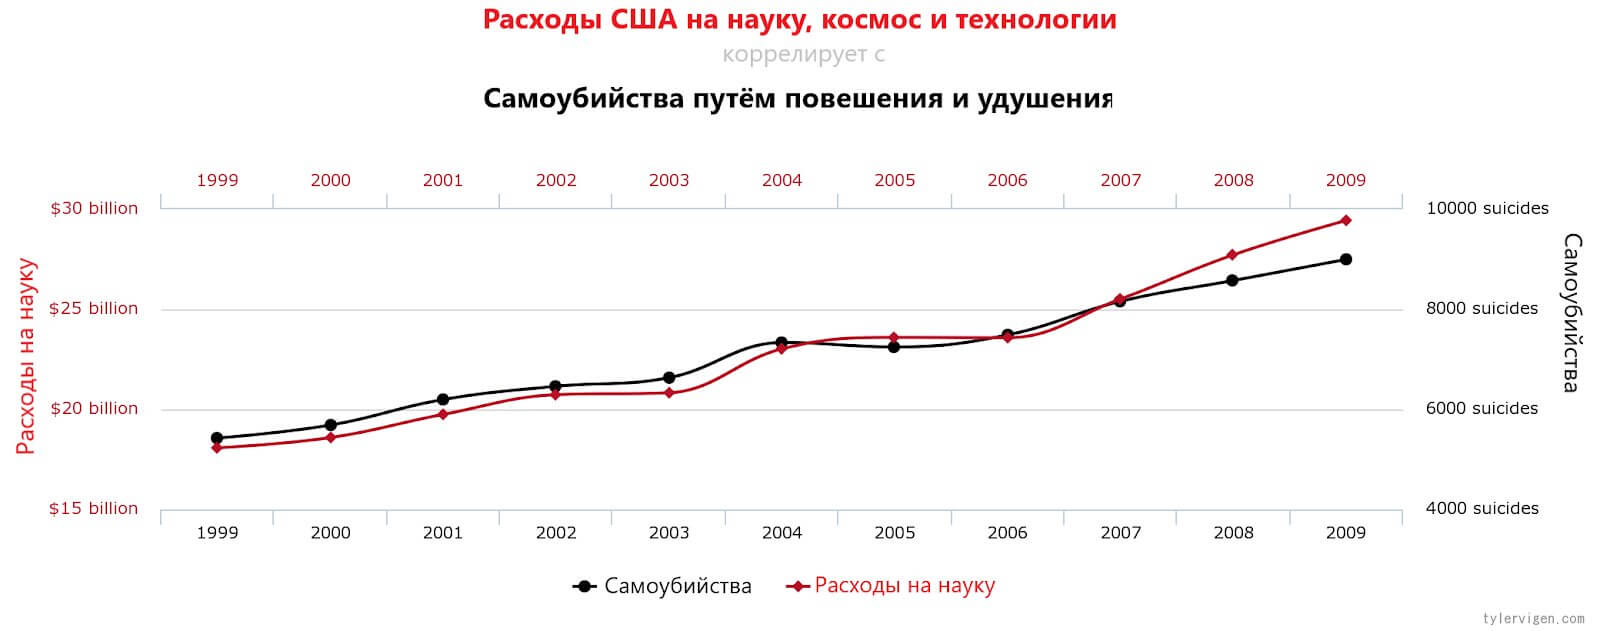 Расходы США на науку, космос и технологии
коррелирует с
Самоубийства путём повешения и удушения
1999 2000 2001 2002 2003 2004 2005 2006 2007 2008 2009
$30 billion
10000 suicides
$25 billion
8000 suicides
$20 billion
6000 suicides
$15 billion
4000 suicides
Расходы на науку
Самоубийства
1999 2000 2001 2002 2003 2004 2005 2006 2007 2008 2009
Самоубийства Расходы на науку
tylervigen.com